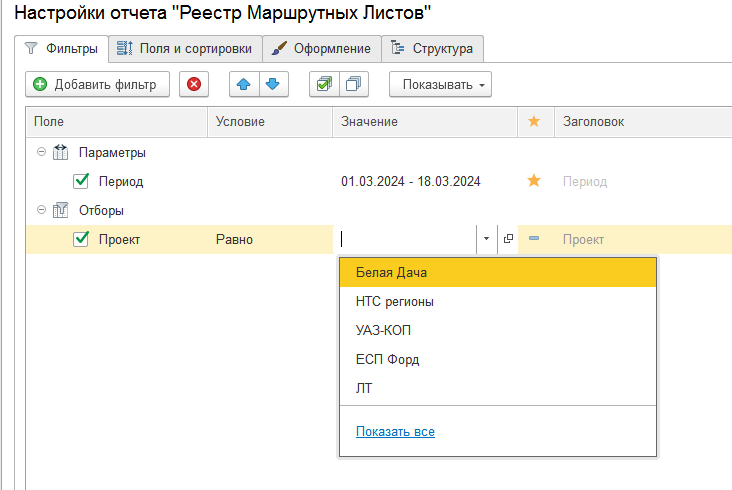 Настройки отчета "Реестр Маршрутных Листов"
Фильтры Поля и сортировки Оформление Структура
Добавить фильтр Показывать
Поле Условие Значение Заголовок
Параметры
Период 01.03.2024 - 18.03.2024 Период
Отборы
Проект Равно Проект
Белая Дача
НТС регионы
УАЗ-КОП
ЕСП Форд
ЛТ
Показать все